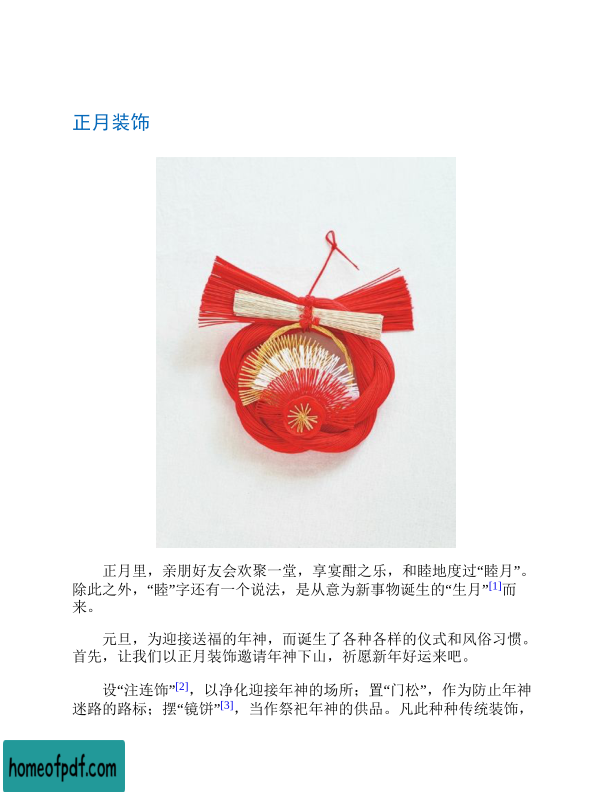 正月装饰
正月里，亲朋好友会欢聚一堂，享宴酣之乐，和睦地度过“睦月”。
除此之外，“睦”字还有一个说法，是从意为新事物诞生的“生月”[1]而
来。
元旦，为迎接送福的年神，而诞生了各种各样的仪式和风俗习惯。
首先，让我们以正月装饰邀请年神下山，祈愿新年好运来吧。
设“注连饰”[2]，以净化迎接年神的场所；置“门松”，作为防止年神
迷路的路标；摆“镜饼”[3]，当作祭祀年神的供品。凡此种种传统装饰，
homeofpdf.com